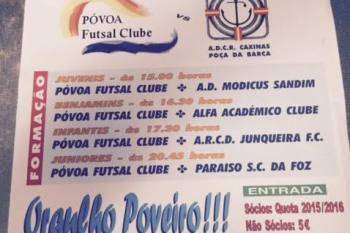 PÓVOA
Futsal Clube
vs
A.D.C.R. CAXINAS
POÇA DA BARCA
FORMAÇÃO
JUVENIS - às 15.00 horas
PÓVOA FUTSAL CLUBE ✣ A.D. MODICUS SANDIM
BENJAMINS - às 16.30 horas
PÓVOA FUTSAL CLUBE ✣ ALFA ACADÉMICO CLUBE
INFANTIS - às 17.30 horas
PÓVOA FUTSAL CLUBE ✣ A.R.C.D. JUNQUEIRA F.C.
JUNIORES - às 20.45 horas
PÓVOA FUTSAL CLUBE ✣ PARAISO S.C. DA FOZ
Orgulho Poveiro!!!
ENTRADA
Sócios: Quota 2015/2016
Não Sócios: 5€